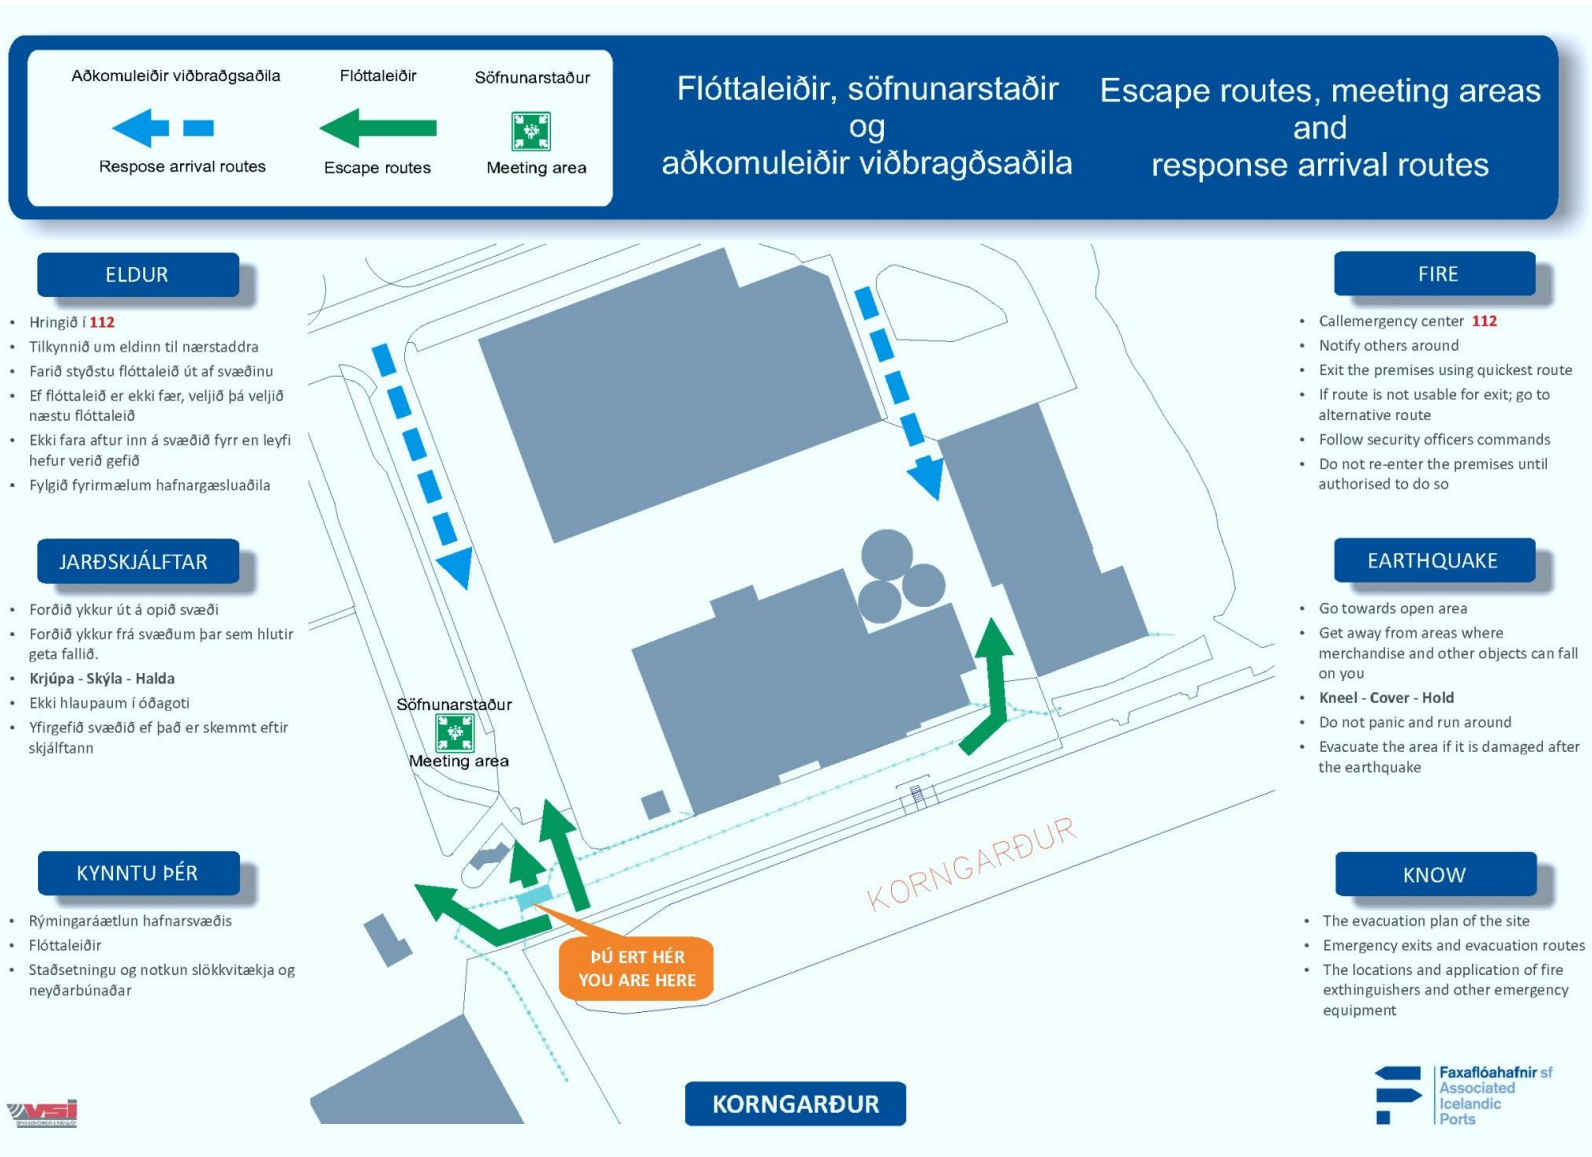 Aðkomuleiðir viðbraðgsaðila
Respose arrival routes
Flóttaleiðir
Escape routes
Söfnunarstaður
Meeting area
Flóttaleiðir, söfnunarstaðir
og
aðkomuleiðir viðbragðsaðila
Escape routes, meeting areas
and
response arrival routes
ELDUR
• Hringið í 112
• Tilkynnið um eldinn til nærstaddra
• Farið styðstu flóttaleið út af svæðinu
• Ef flóttaleið er ekki fær, veljið þá veljið
næstu flóttaleið
• Ekki fara aftur inn á svæðið fyrr en leyfi
hefur verið gefið
• Fylgið fyrirmælum hafnargæsluaðila
JARÐSKJÁLFTAR
• Forðið ykkur út á opið svæði
• Forðið ykkur frá svæðum þar sem hlutir
geta fallið.
• Krjúpa - Skýla - Halda
• Ekki hlaupaum í óðagoti
• Yfirgefið svæðið ef það er skemmt eftir
skjálftann
KYNNTU ÞÉR
• Rýmingaráætlun hafnarsvæðis
• Flóttaleiðir
• Staðsetningu og notkun slökkvitækja og
neyðarbúnaðar
Söfnunarstaður
Meeting area
ÞÚ ERT HÉR
YOU ARE HERE
KORNGARÐUR
KORNGARÐUR
FIRE
• Callemergency center 112
• Notify others around
• Exit the premises using quickest route
• If route is not usable for exit; go to
alternative route
• Follow security officers commands
• Do not re-enter the premises until
authorised to do so
EARTHQUAKE
• Go towards open area
• Get away from areas where
merchandise and other objects can fall
on you
• Kneel - Cover - Hold
• Do not panic and run around
• Evacuate the area if it is damaged after
the earthquake
KNOW
• The evacuation plan of the site
• Emergency exits and evacuation routes
• The locations and application of fire
exthinguishers and other emergency
equipment
vsi
Faxaflóahafnir sf
Associated
Icelandic
Ports